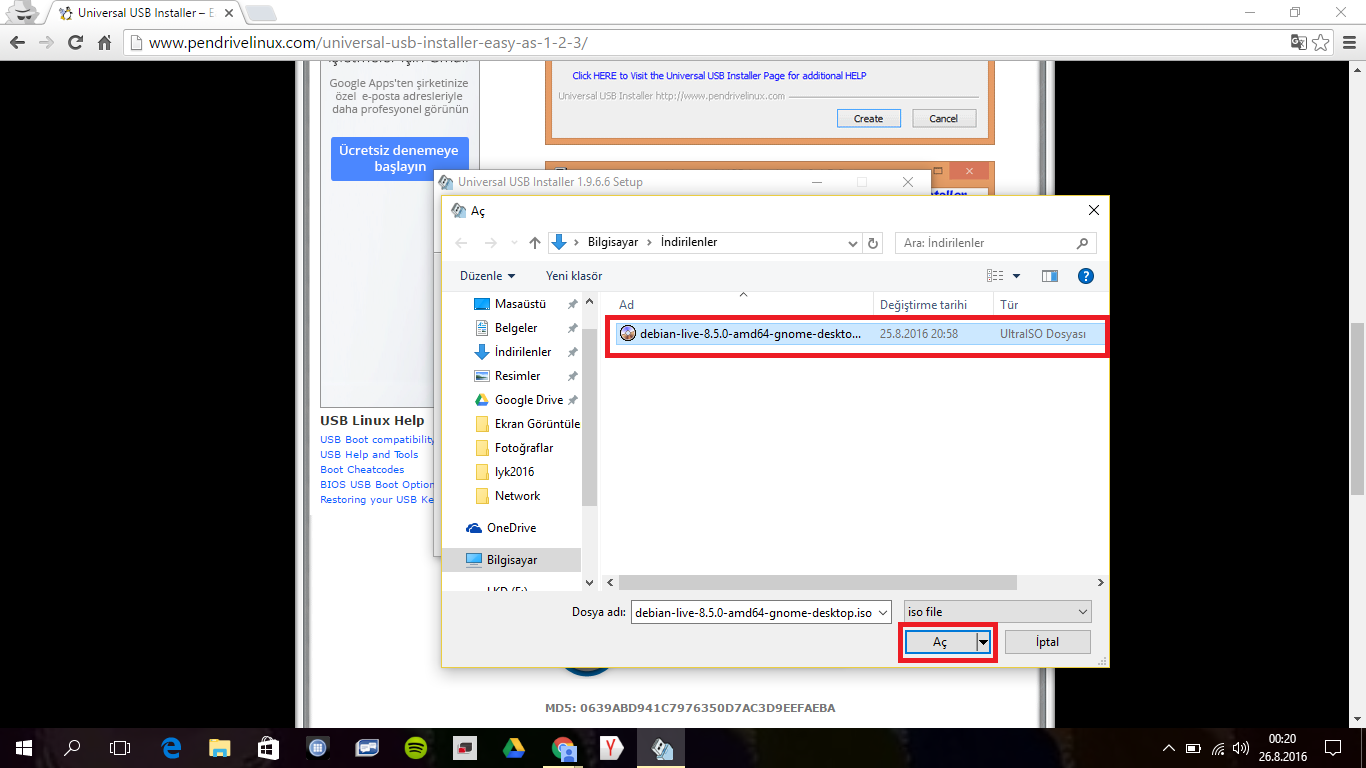 Universal USB Installer – E
www.pendrivelinux.com/universal-usb-installer-easy-as-1-2-3/
Google Apps'ten şirketinize
özel e-posta adresleriyle
daha profesyonel görünün
Ücretsiz denemeye
başlayın
USB Linux Help
USB Boot compatibility
USB Help and Tools
Boot Cheatcodes
BIOS USB Boot Option
Restoring your USB Ke
Click HERE to Visit the Universal USB Installer Page for additional HELP
Universal USB Installer http://www.pendrivelinux.com
Create Cancel
Universal USB Installer 1.9.6.6 Setup
Aç
Bilgisayar İndirilenler
Ara: İndirilenler
Düzenle Yeni klasör
Masaüstü
Belgeler
İndirilenler
Resimler
Google Drive
Ekran Görüntüle
Fotoğraflar
lyk2016
Network
OneDrive
Bilgisayar
Ad Değiştirme tarihi Tür
debian-live-8.5.0-amd64-gnome-deskto... 25.8.2016 20:58 UltraISO Dosyası
Dosya adı: debian-live-8.5.0-amd64-gnome-desktop.iso iso file
Aç İptal
MD5: 0639ABD941C7976350D7AC3D9EEFAEBA
00:20
26.8.2016